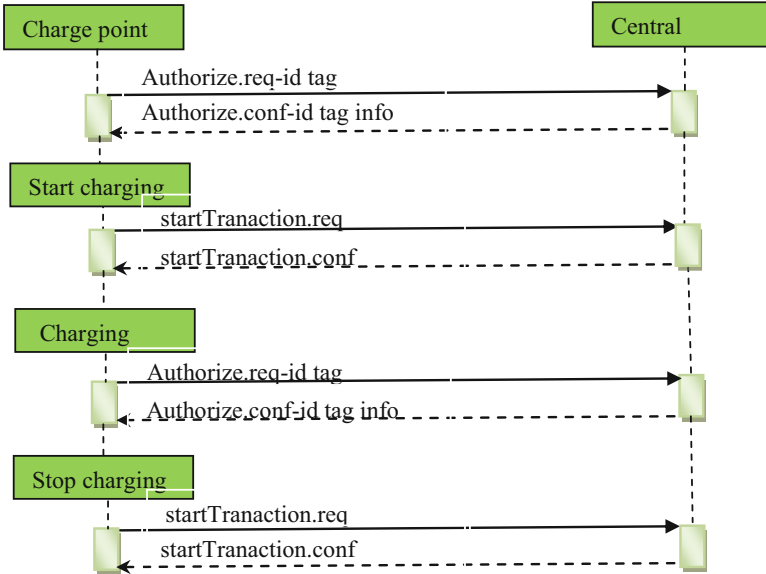 Charge point
Central
Authorize.req-id tag
Authorize.conf-id tag info
Start charging
startTranaction.req
startTranaction.conf
Charging
Authorize.req-id tag
Authorize.conf-id tag info
Stop charging
startTranaction.req
startTranaction.conf